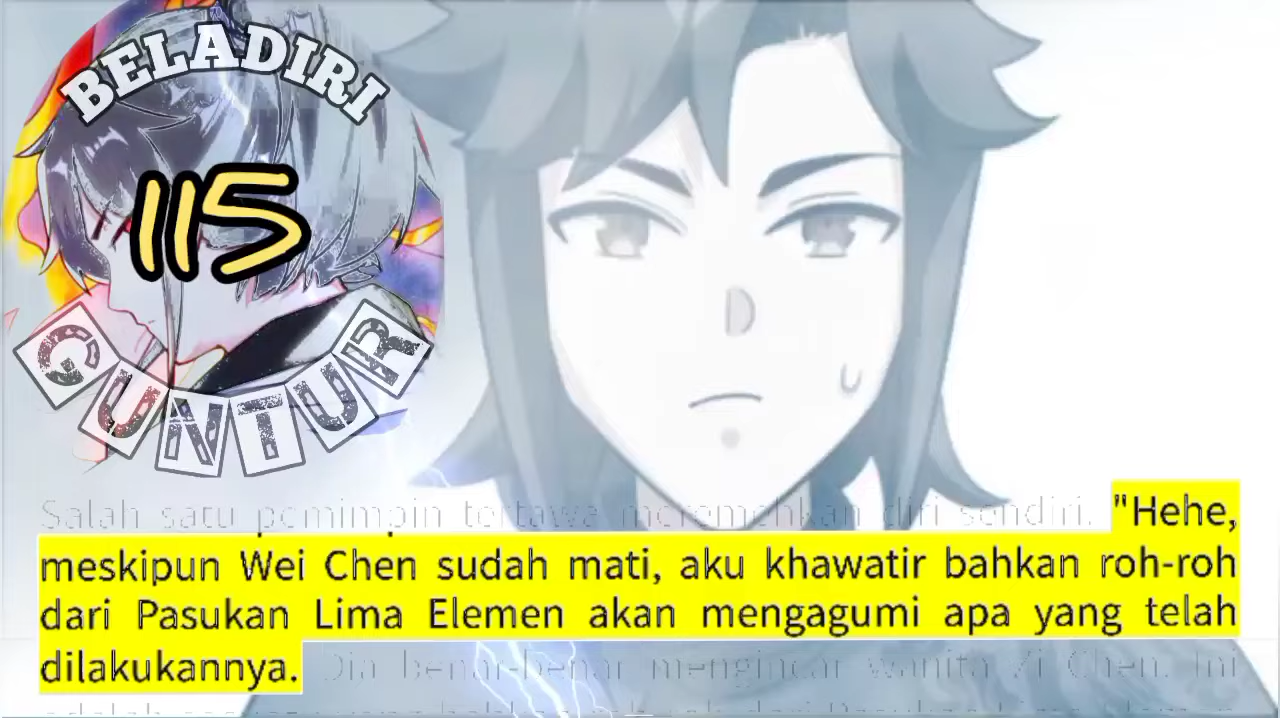 BELADIRI
115
GUNTUR
Salah satu pemimpin tertawa meremehkan diri sendiri. "Hehe,
meskipun Wei Chen sudah mati, aku khawatir bahkan roh-roh
dari Pasukan Lima Elemen akan mengagumi apa yang telah
dilakukannya. Dia benar-benar mengincar wanita Zi Chen. Ini